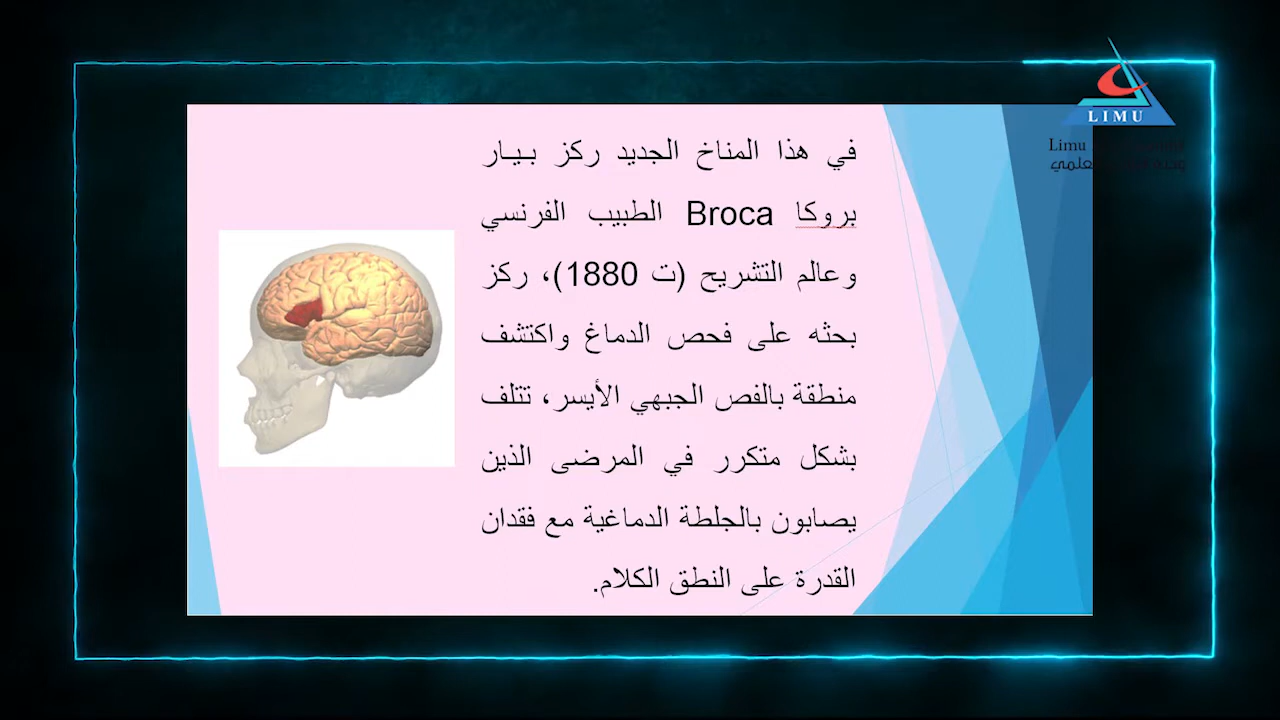 في هذا المناخ الجديد ركز بـيـار
بروكا Broca الطبيب الفرنسي
وعالم التشريح (ت 1880)، ركز
بحثه على فحص الدماغ واكتشف
منطقة بالفص الجبهي الأيسر، تتلف
بشكل متكرر في المرضى الذين
يصابون بالجلطة الدماغية مع فقدان
القدرة على النطق الكلام.
LIMU
Limu